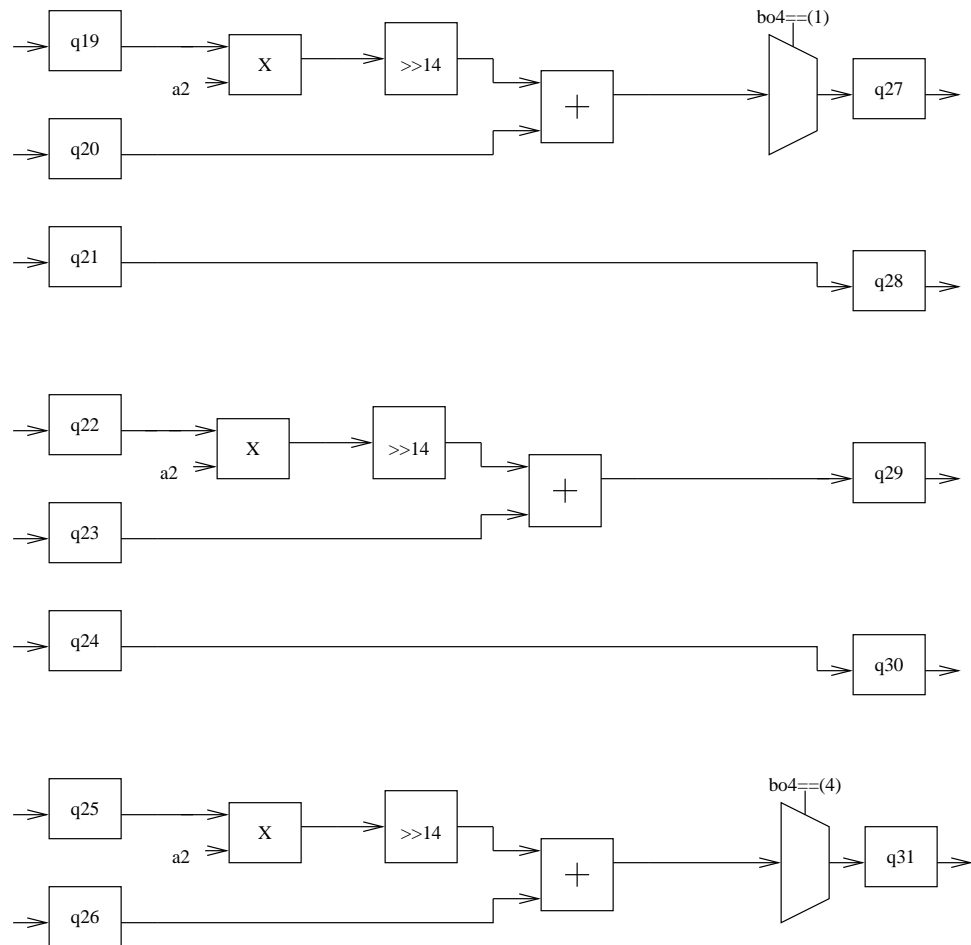 bo4==(1)
q19
X
>>14
a2
+
q27
q20
q21
q28
q22
X
>>14
a2
+
q29
q23
q24
q30
bo4==(4)
q25
X
>>14
a2
+
q31
q26